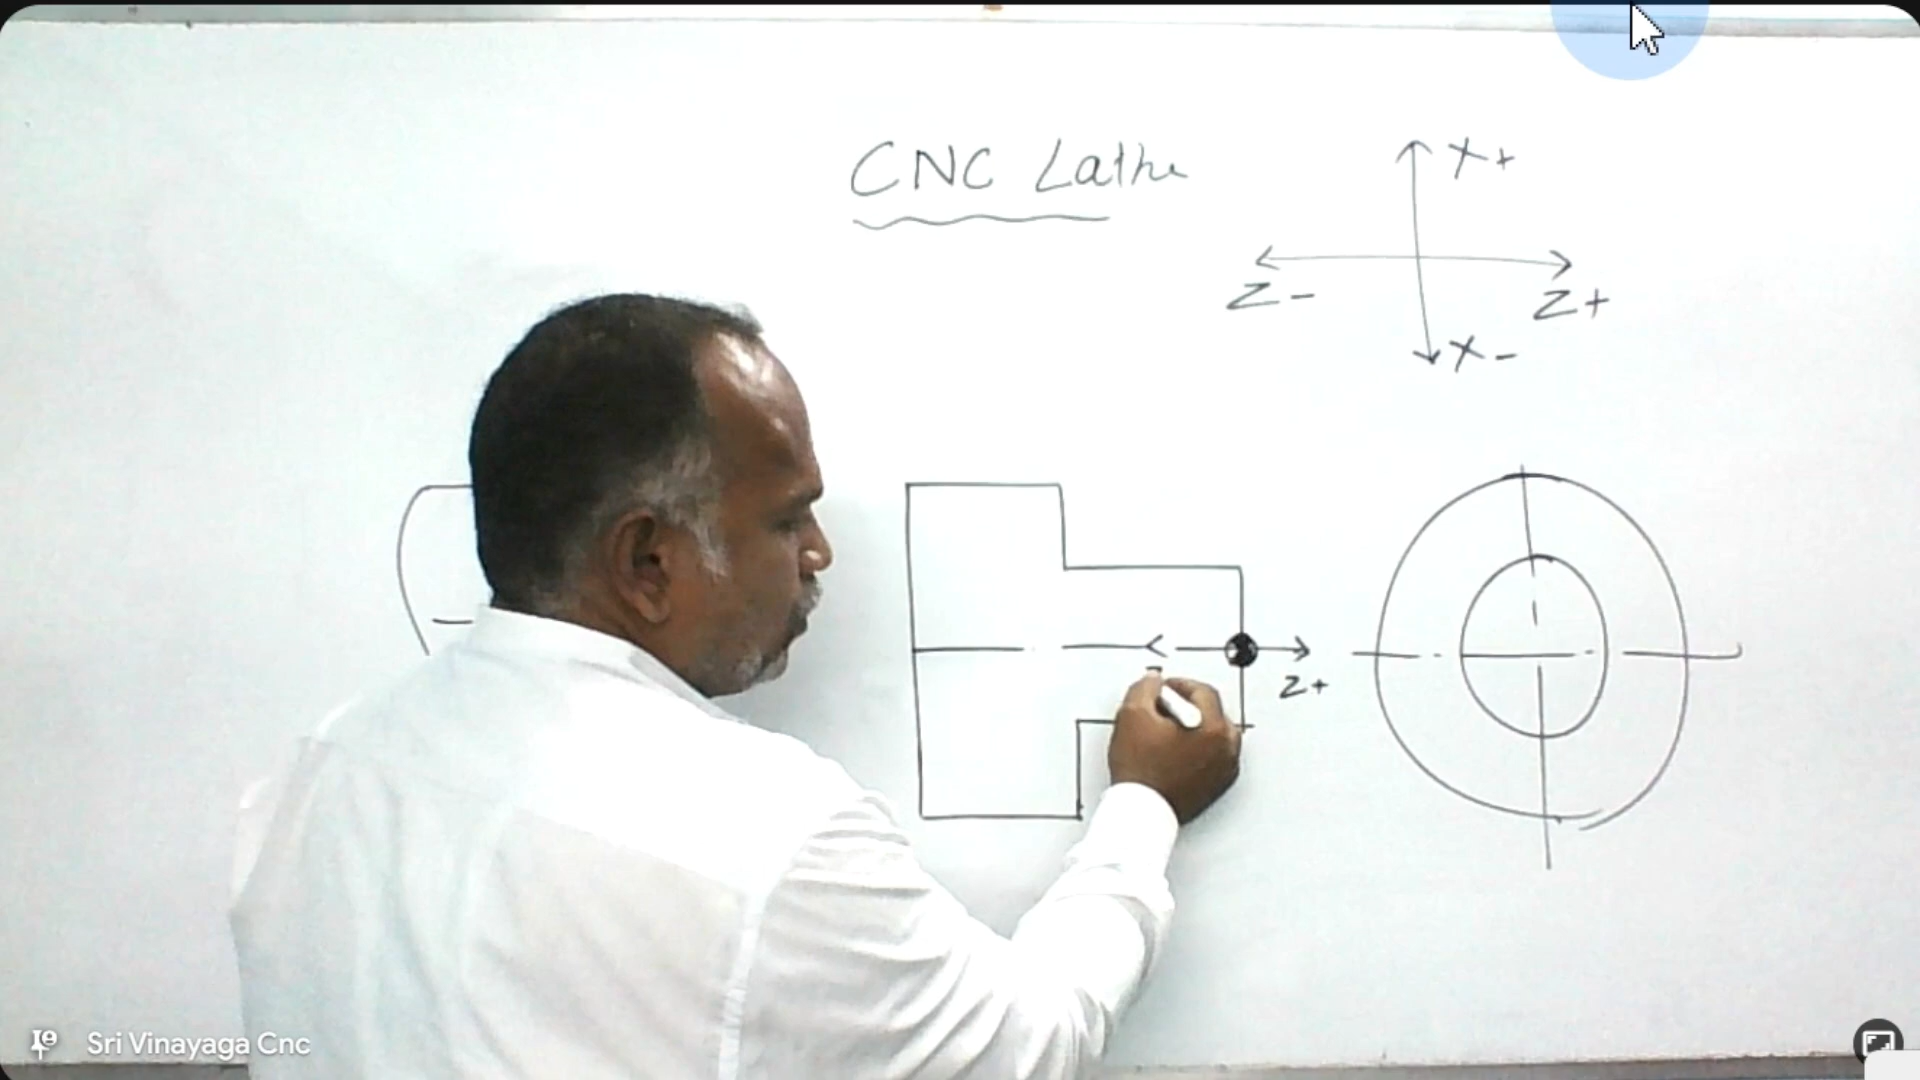 CNC Lathe
X+
Z-
Z+
X-
Z+
Sri Vinayaga Cnc